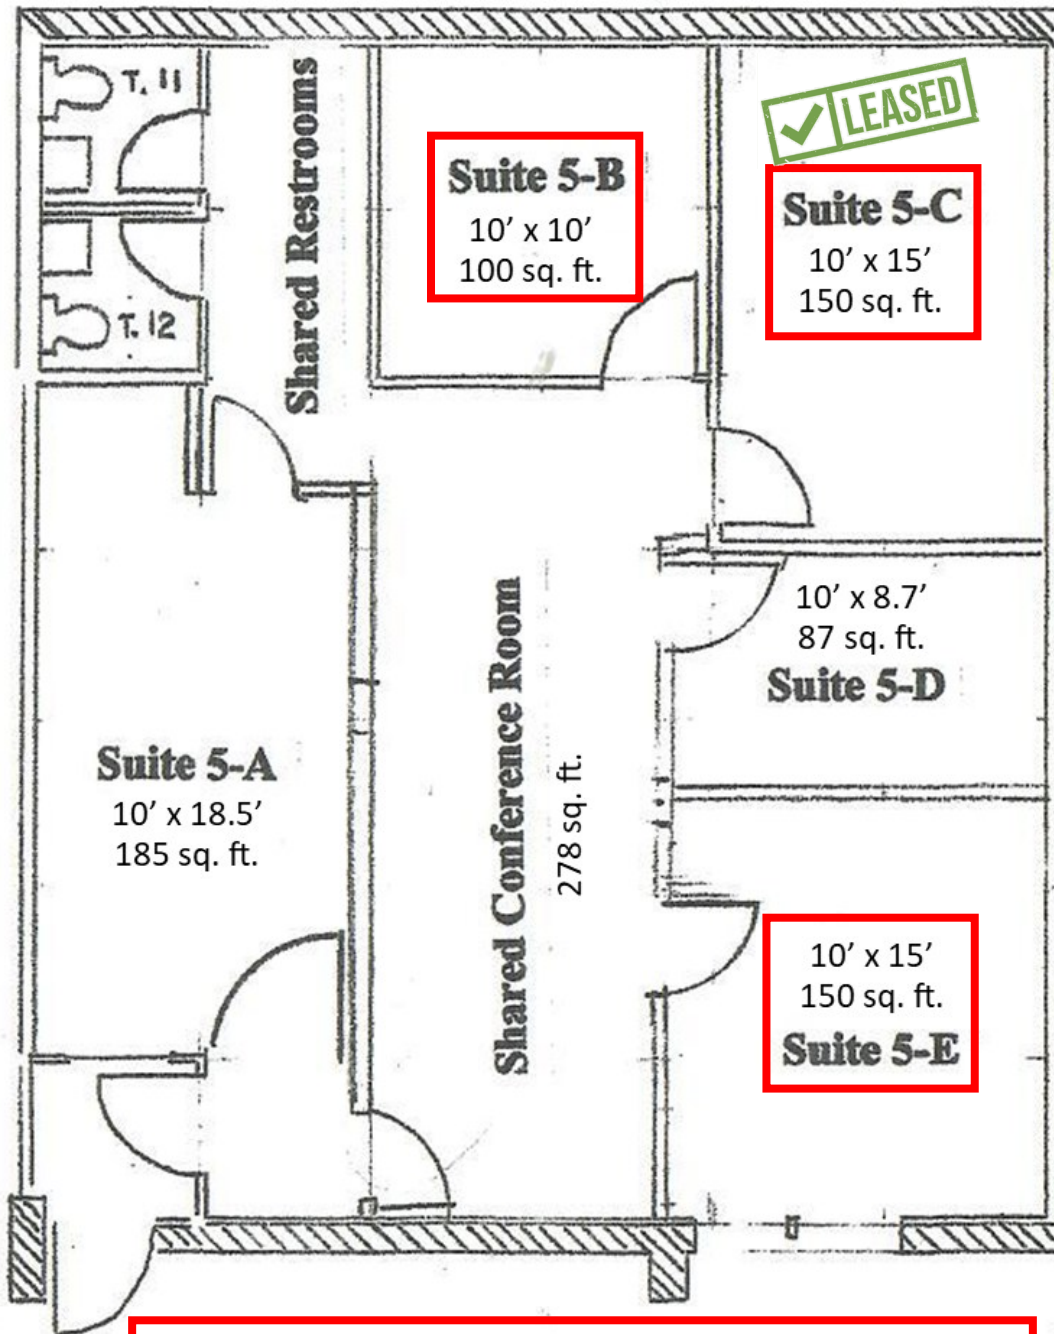 T. 11
T. 12
Shared Restrooms
Suite 5-B
10’ x 10’
100 sq. ft.
LEASED
Suite 5-C
10’ x 15’
150 sq. ft.
10’ x 8.7’
87 sq. ft.
Suite 5-D
Suite 5-A
10’ x 18.5’
185 sq. ft.
Shared Conference Room
278 sq. ft.
10’ x 15’
150 sq. ft.
Suite 5-E